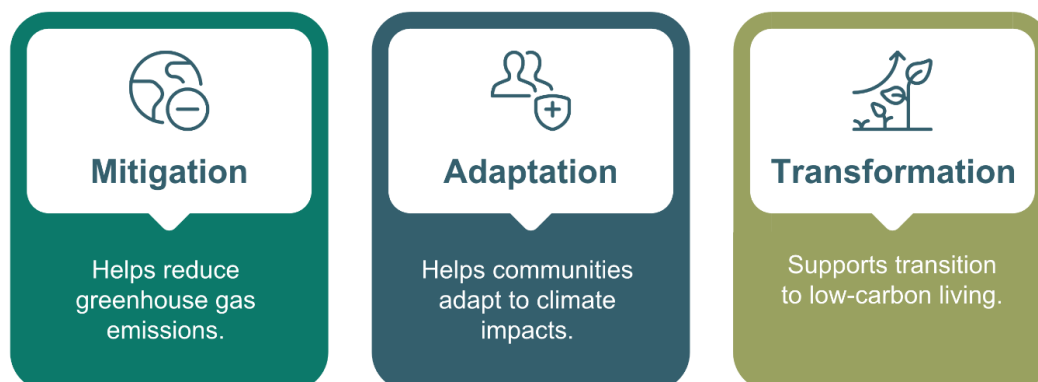 Mitigation
Helps reduce
greenhouse gas
emissions.
Adaptation
Helps communities
adapt to climate
impacts.
Transformation
Supports transition
to low-carbon living.